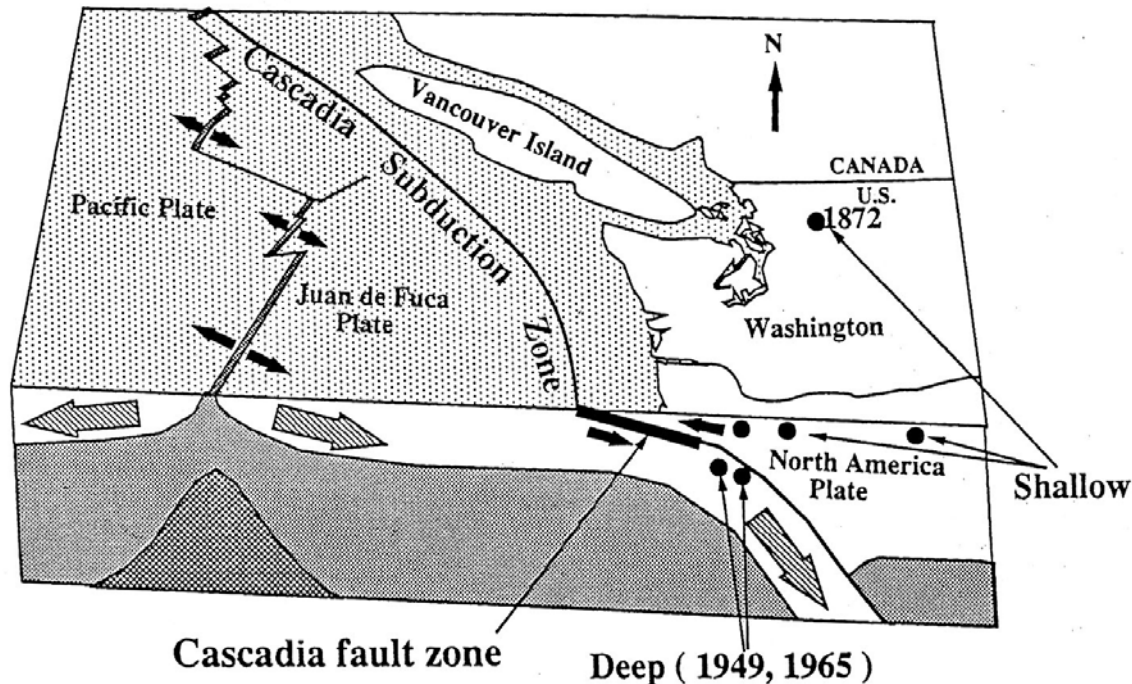 N
Cascadia
Subduction
Zone
Vancouver Island
CANADA
U.S.
1872
Pacific Plate
Juan de Fuca
Plate
Washington
North America
Plate
Shallow
Cascadia fault zone
Deep ( 1949, 1965 )